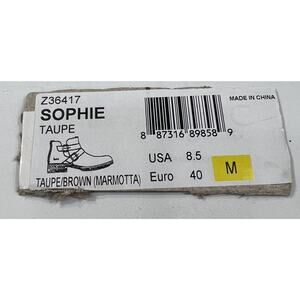 Z36417
SOPHIE
TAUPE
TAUPE/BROWN (MARMOTTA)
8 87316 89858 9
MADE IN CHINA
USA 8.5
Euro 40
M